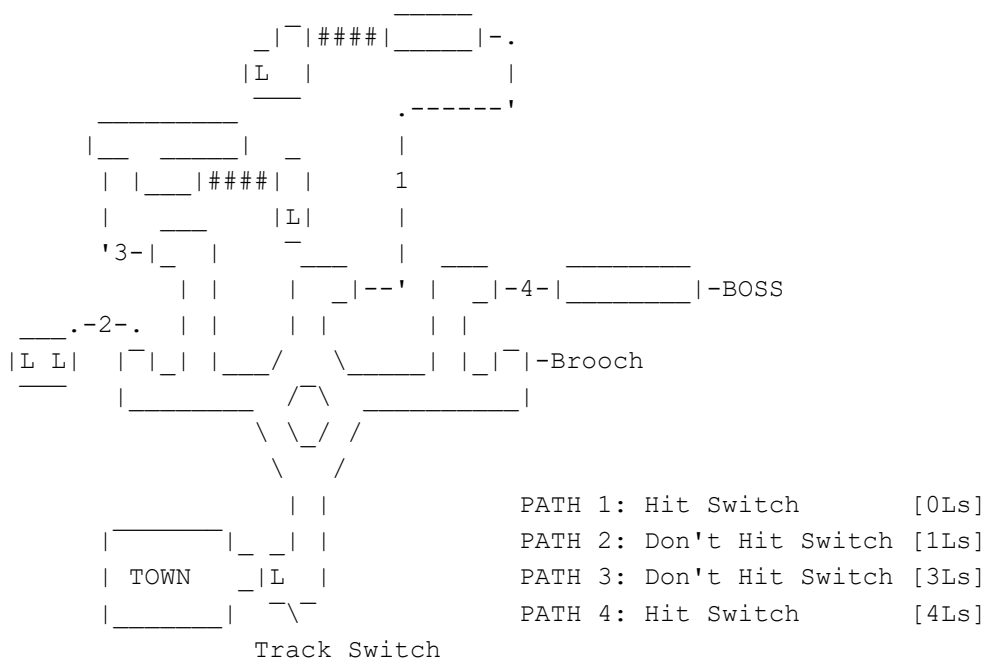 L
1
L
'3-
-4-
-BOSS
-2-
L L
-Brooch
PATH 1: Hit Switch [0Ls]
PATH 2: Don't Hit Switch [1Ls]
TOWN L PATH 3: Don't Hit Switch [3Ls]
PATH 4: Hit Switch [4Ls]
Track Switch